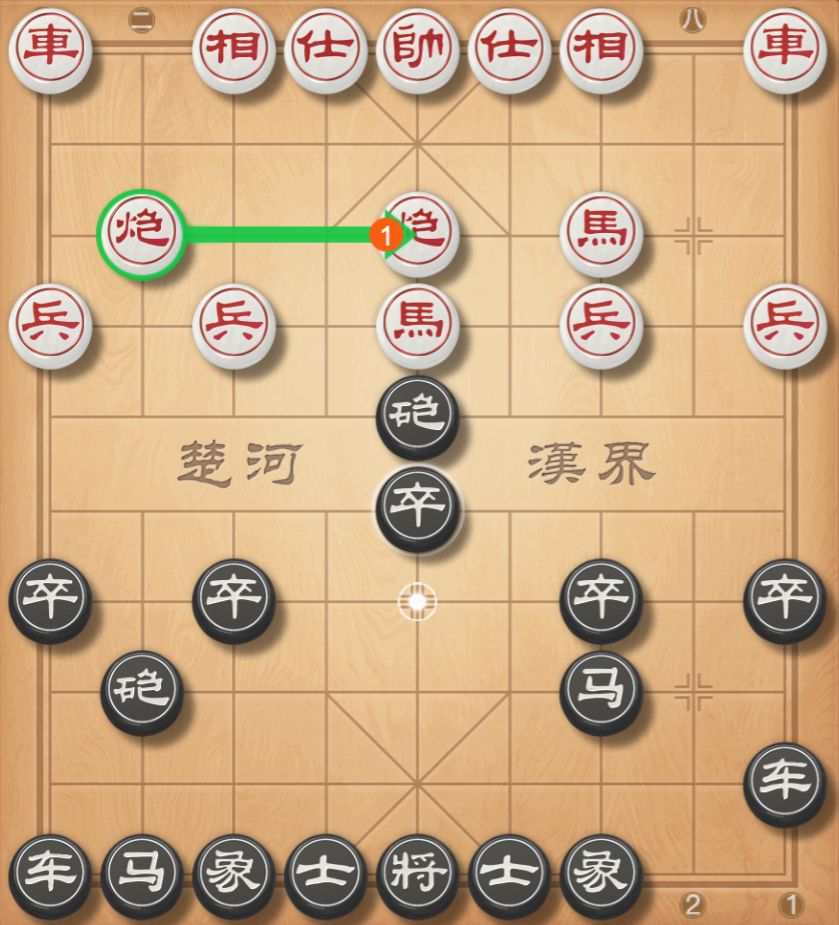 二 八
車 相 仕 帥 仕 相 車
炮 1 炮 馬
兵 兵 馬 兵 兵
砲
楚河 漢界
卒
卒 卒 卒 卒
砲 马
车
车 马 象 士 将 士 象
2 1